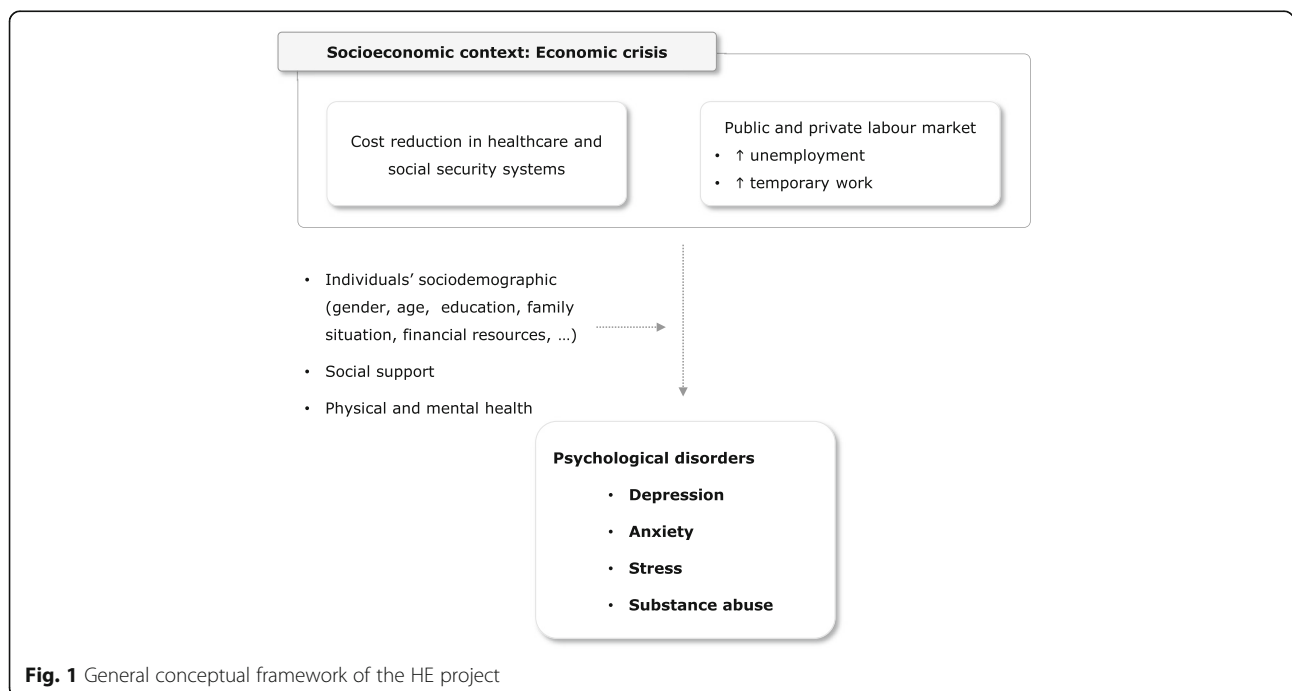 Socioeconomic context: Economic crisis
Cost reduction in healthcare and
social security systems
Public and private labour market
• ↑ unemployment
• ↑ temporary work
• Individuals’ sociodemographic
(gender, age, education, family
situation, financial resources, ...)
• Social support
• Physical and mental health
Psychological disorders
• Depression
• Anxiety
• Stress
• Substance abuse
Fig. 1 General conceptual framework of the HE project